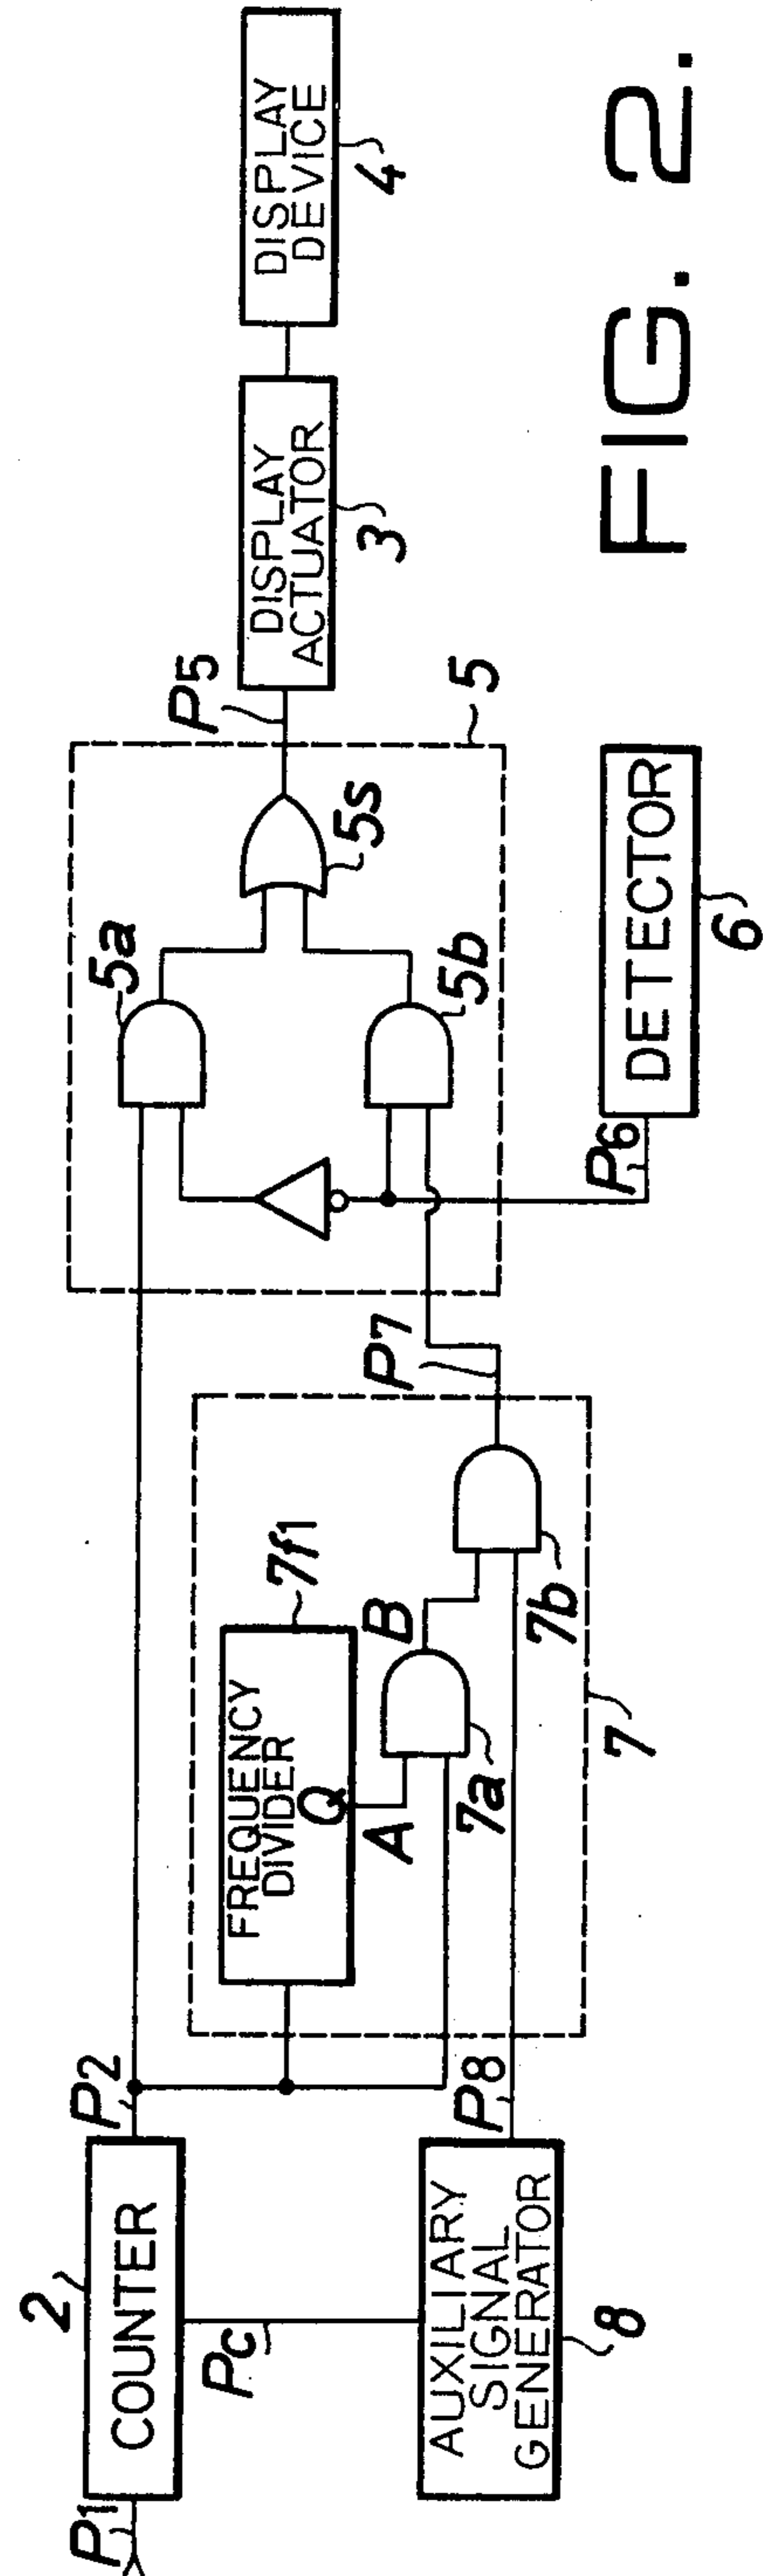 P1
2
COUNTER
P2
Pc
AUXILIARY
SIGNAL
GENERATOR
8
P8
FREQUENCY
DIVIDER
Q
7f1
A
B
7a
7b
7
P7
5a
5b
5s
5
P5
P6
DETECTOR
6
DISPLAY
ACTUATOR
3
DISPLAY
DEVICE
4
FIG. 2.